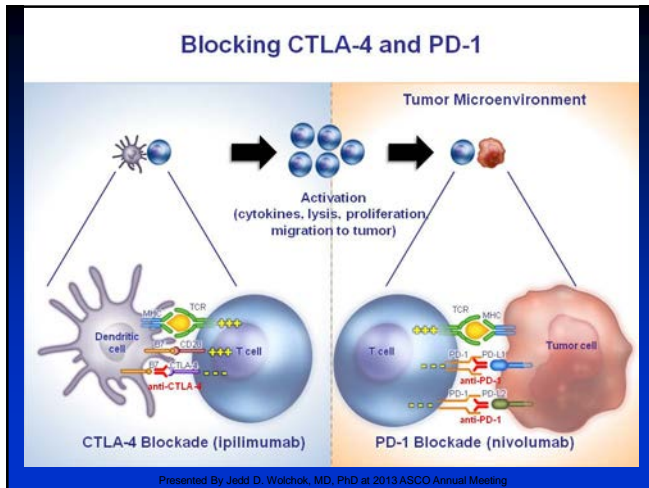 Blocking CTLA-4 and PD-1
Tumor Microenvironment
Activation
(cytokines, lysis, proliferation,
migration to tumor)
MHC
TCR
Dendritic
cell
B7
CD28
T cell
B7
CTLA-4
anti-CTLA-4
+++
+++
---
CTLA-4 Blockade (ipilimumab)
TCR
MHC
+++
T cell
Tumor cell
PD-1
PD-L1
---
anti-PD-1
PD-1
PD-L2
---
anti-PD-1
PD-1 Blockade (nivolumab)
Presented By Jedd D. Wolchok, MD, PhD at 2013 ASCO Annual Meeting